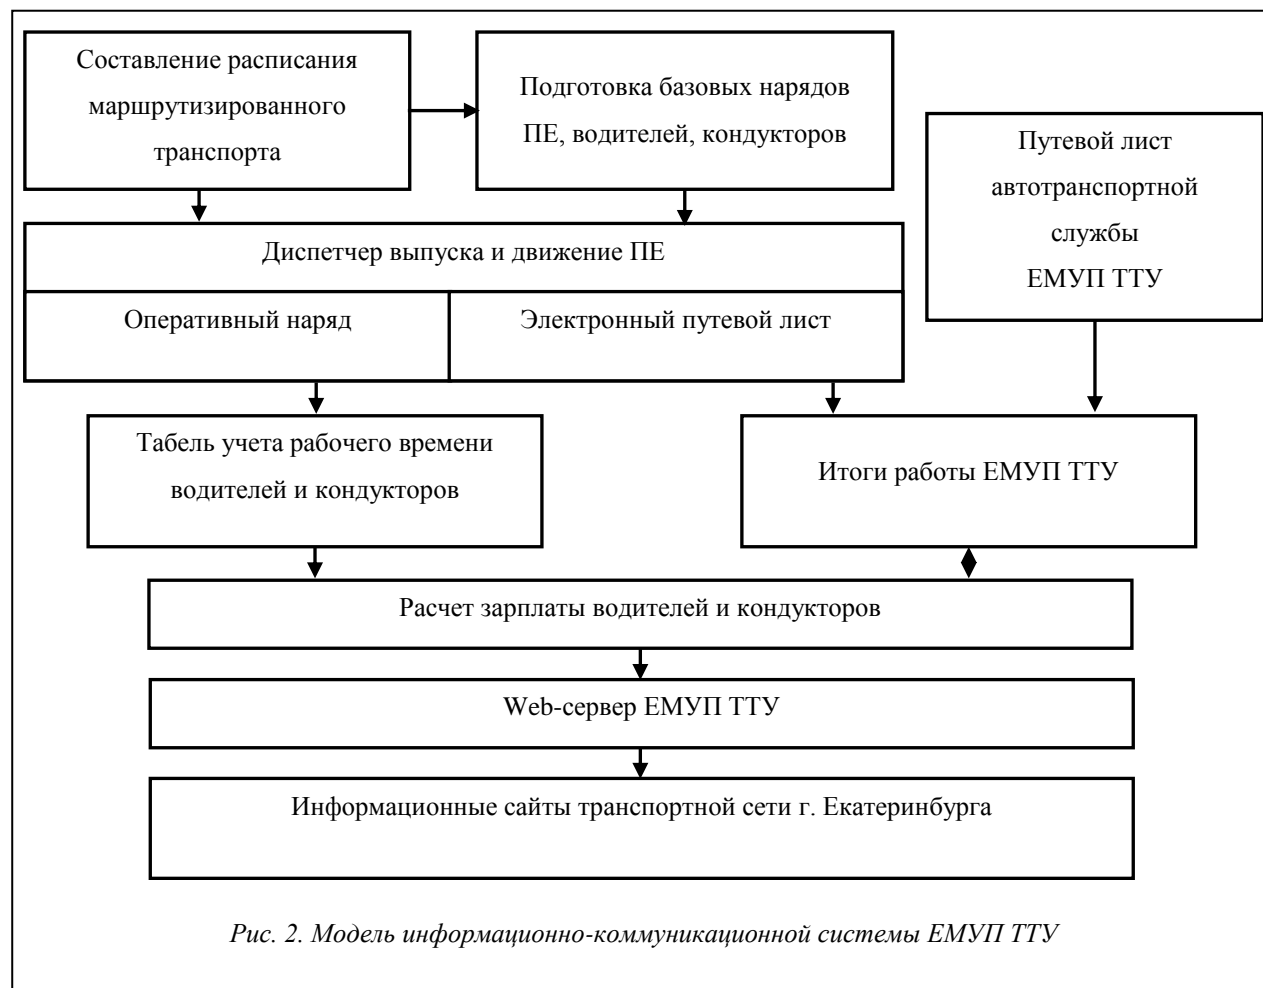 Составление расписания
маршрутизированного
транспорта
Подготовка базовых нарядов
ПЕ, водителей, кондукторов
Путевой лист
автотранспортной
службы
ЕМУП ТТУ
Диспетчер выпуска и движение ПЕ
Оперативный наряд
Электронный путевой лист
Табель учета рабочего времени
водителей и кондукторов
Итоги работы ЕМУП ТТУ
Расчет зарплаты водителей и кондукторов
Web-сервер ЕМУП ТТУ
Информационные сайты транспортной сети г. Екатеринбурга
Рис. 2. Модель информационно-коммуникационной системы ЕМУП ТТУ